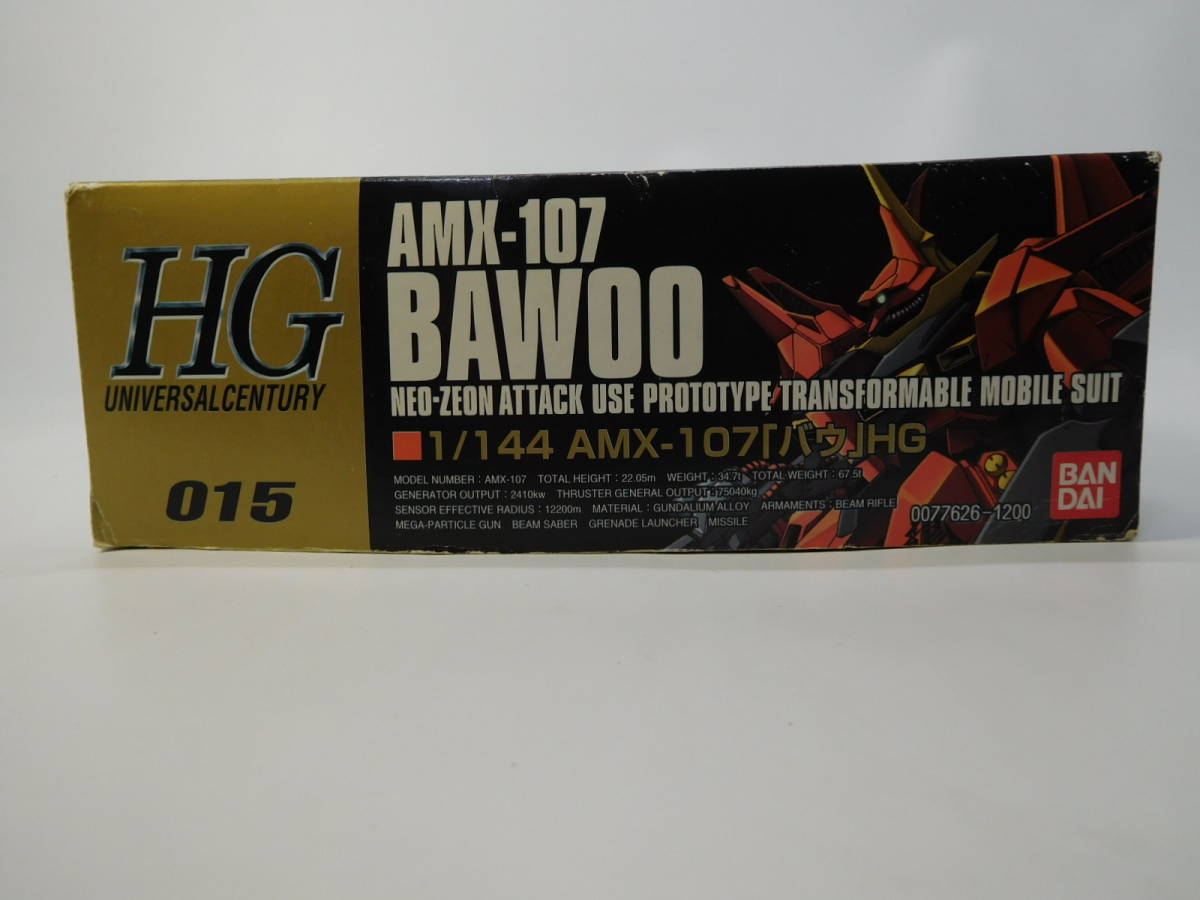 HG
UNIVERSALCENTURY
015
AMX-107
BAWOO
NEO-ZEON ATTACK USE PROTOTYPE TRANSFORMABLE MOBILE SUIT
■1/144 AMX-107「バウ」HG
MODEL NUMBER : AMX-107 TOTAL HEIGHT : 22.05m WEIGHT : 34.7t TOTAL WEIGHT : 67.5t
GENERATOR OUTPUT : 2410kw THRUSTER GENERAL OUTPUT : 75040kg
SENSOR EFFECTIVE RADIUS : 12200m MATERIAL : GUNDALIUM ALLOY ARMAMENTS : BEAM RIFLE
MEGA-PARTICLE GUN BEAM SABER GRENADE LAUNCHER MISSILE
0077626-1200
BAN
DAI